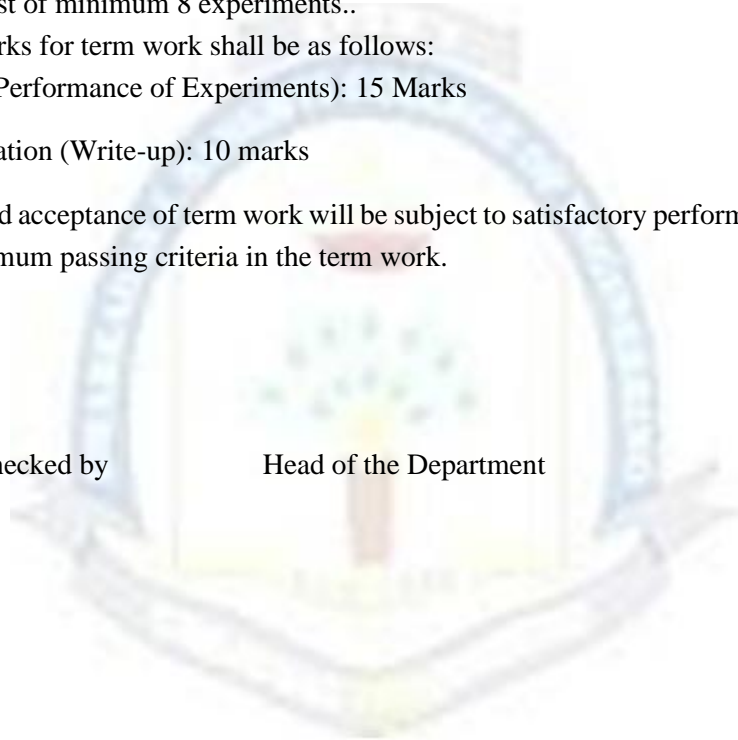 st of minimum 8 experiments..
rks for term work shall be as follows:
Performance of Experiments): 15 Marks
ation (Write-up): 10 marks
d acceptance of term work will be subject to satisfactory perform
mum passing criteria in the term work.
hecked by Head of the Department